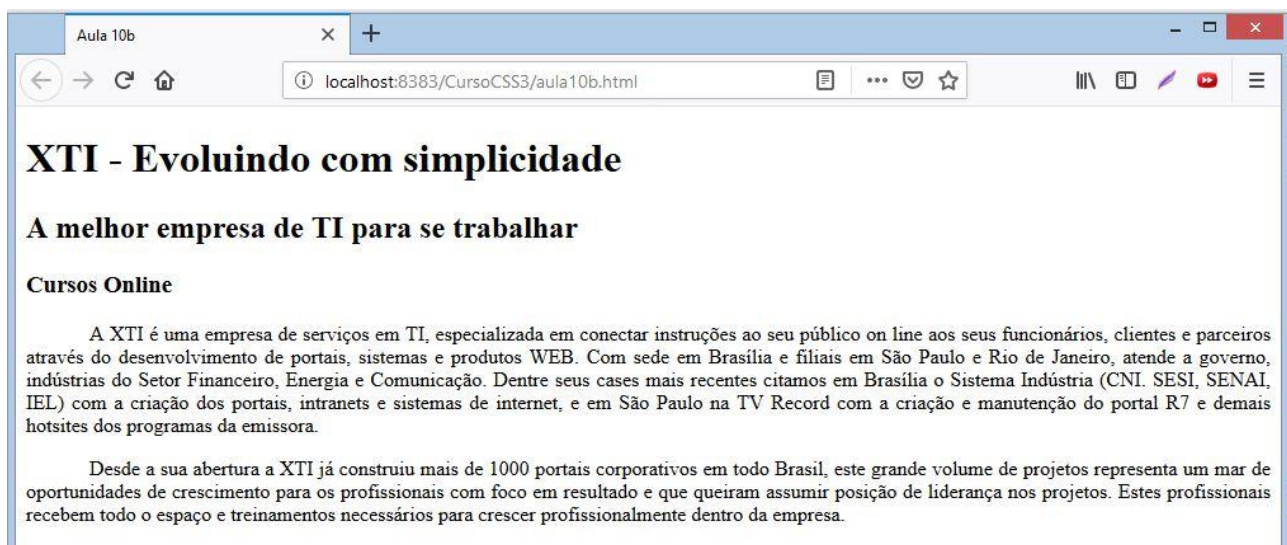 Aula 10b
localhost:8383/CursoCSS3/aula10b.html
XTI - Evoluindo com simplicidade
A melhor empresa de TI para se trabalhar
Cursos Online
A XTI é uma empresa de serviços em TI, especializada em conectar instruções ao seu público on line aos seus funcionários, clientes e parceiros
através do desenvolvimento de portais, sistemas e produtos WEB. Com sede em Brasília e filiais em São Paulo e Rio de Janeiro, atende a governo,
indústrias do Setor Financeiro, Energia e Comunicação. Dentre seus cases mais recentes citamos em Brasília o Sistema Indústria (CNI. SESI, SENAI,
IEL) com a criação dos portais, intranets e sistemas de internet, e em São Paulo na TV Record com a criação e manutenção do portal R7 e demais
hotsites dos programas da emissora.
Desde a sua abertura a XTI já construiu mais de 1000 portais corporativos em todo Brasil, este grande volume de projetos representa um mar de
oportunidades de crescimento para os profissionais com foco em resultado e que queiram assumir posição de liderança nos projetos. Estes profissionais
recebem todo o espaço e treinamentos necessários para crescer profissionalmente dentro da empresa.